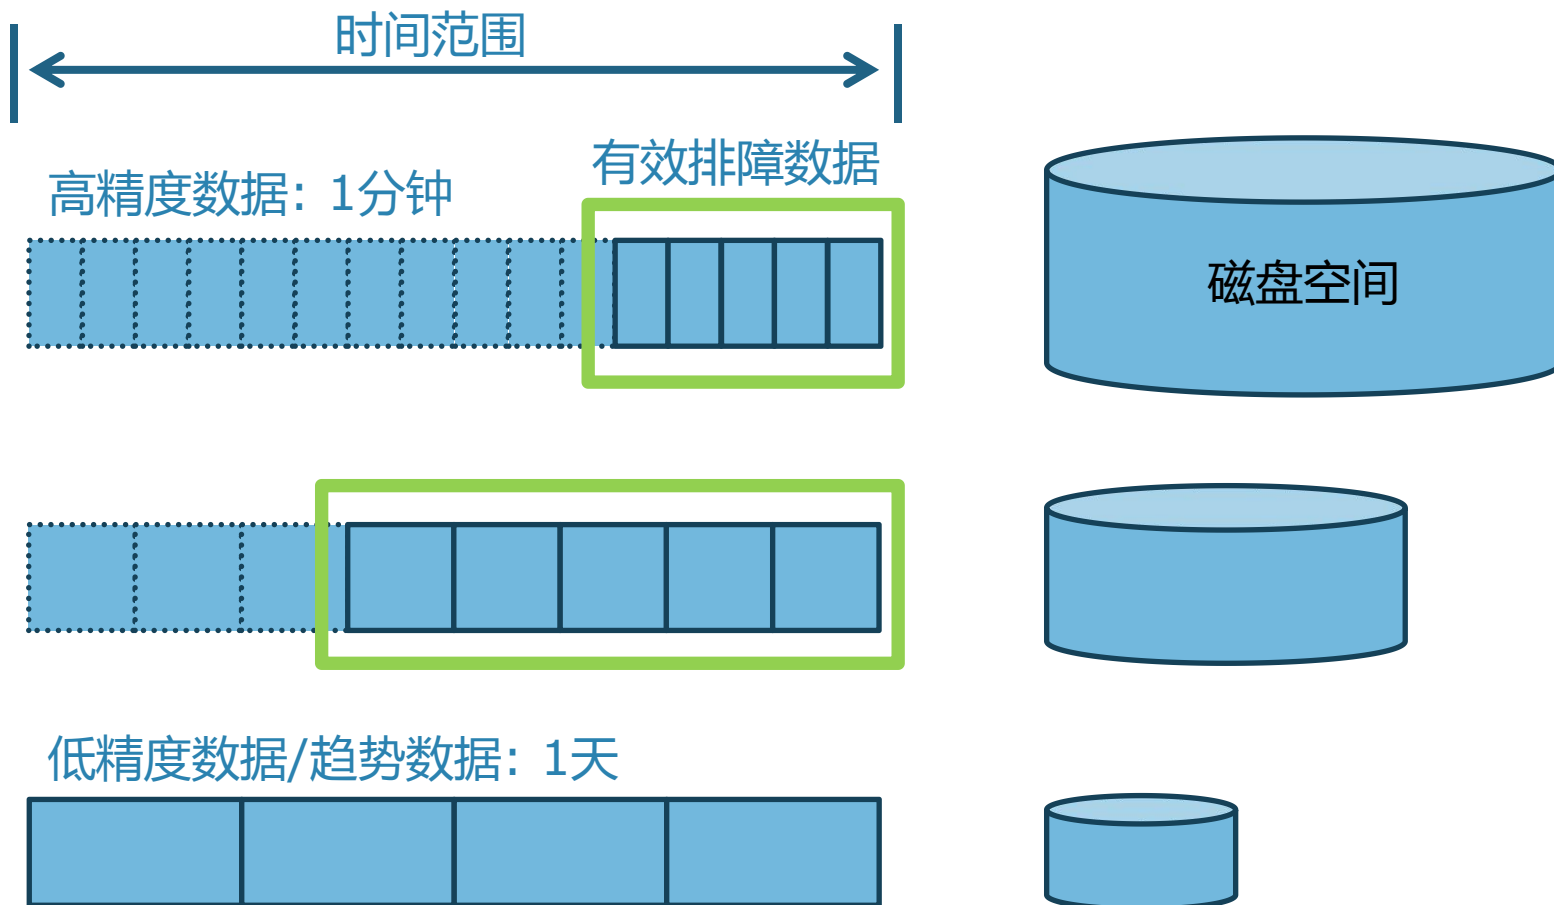 时间范围
有效排障数据
高精度数据: 1分钟
磁盘空间
低精度数据/趋势数据: 1天